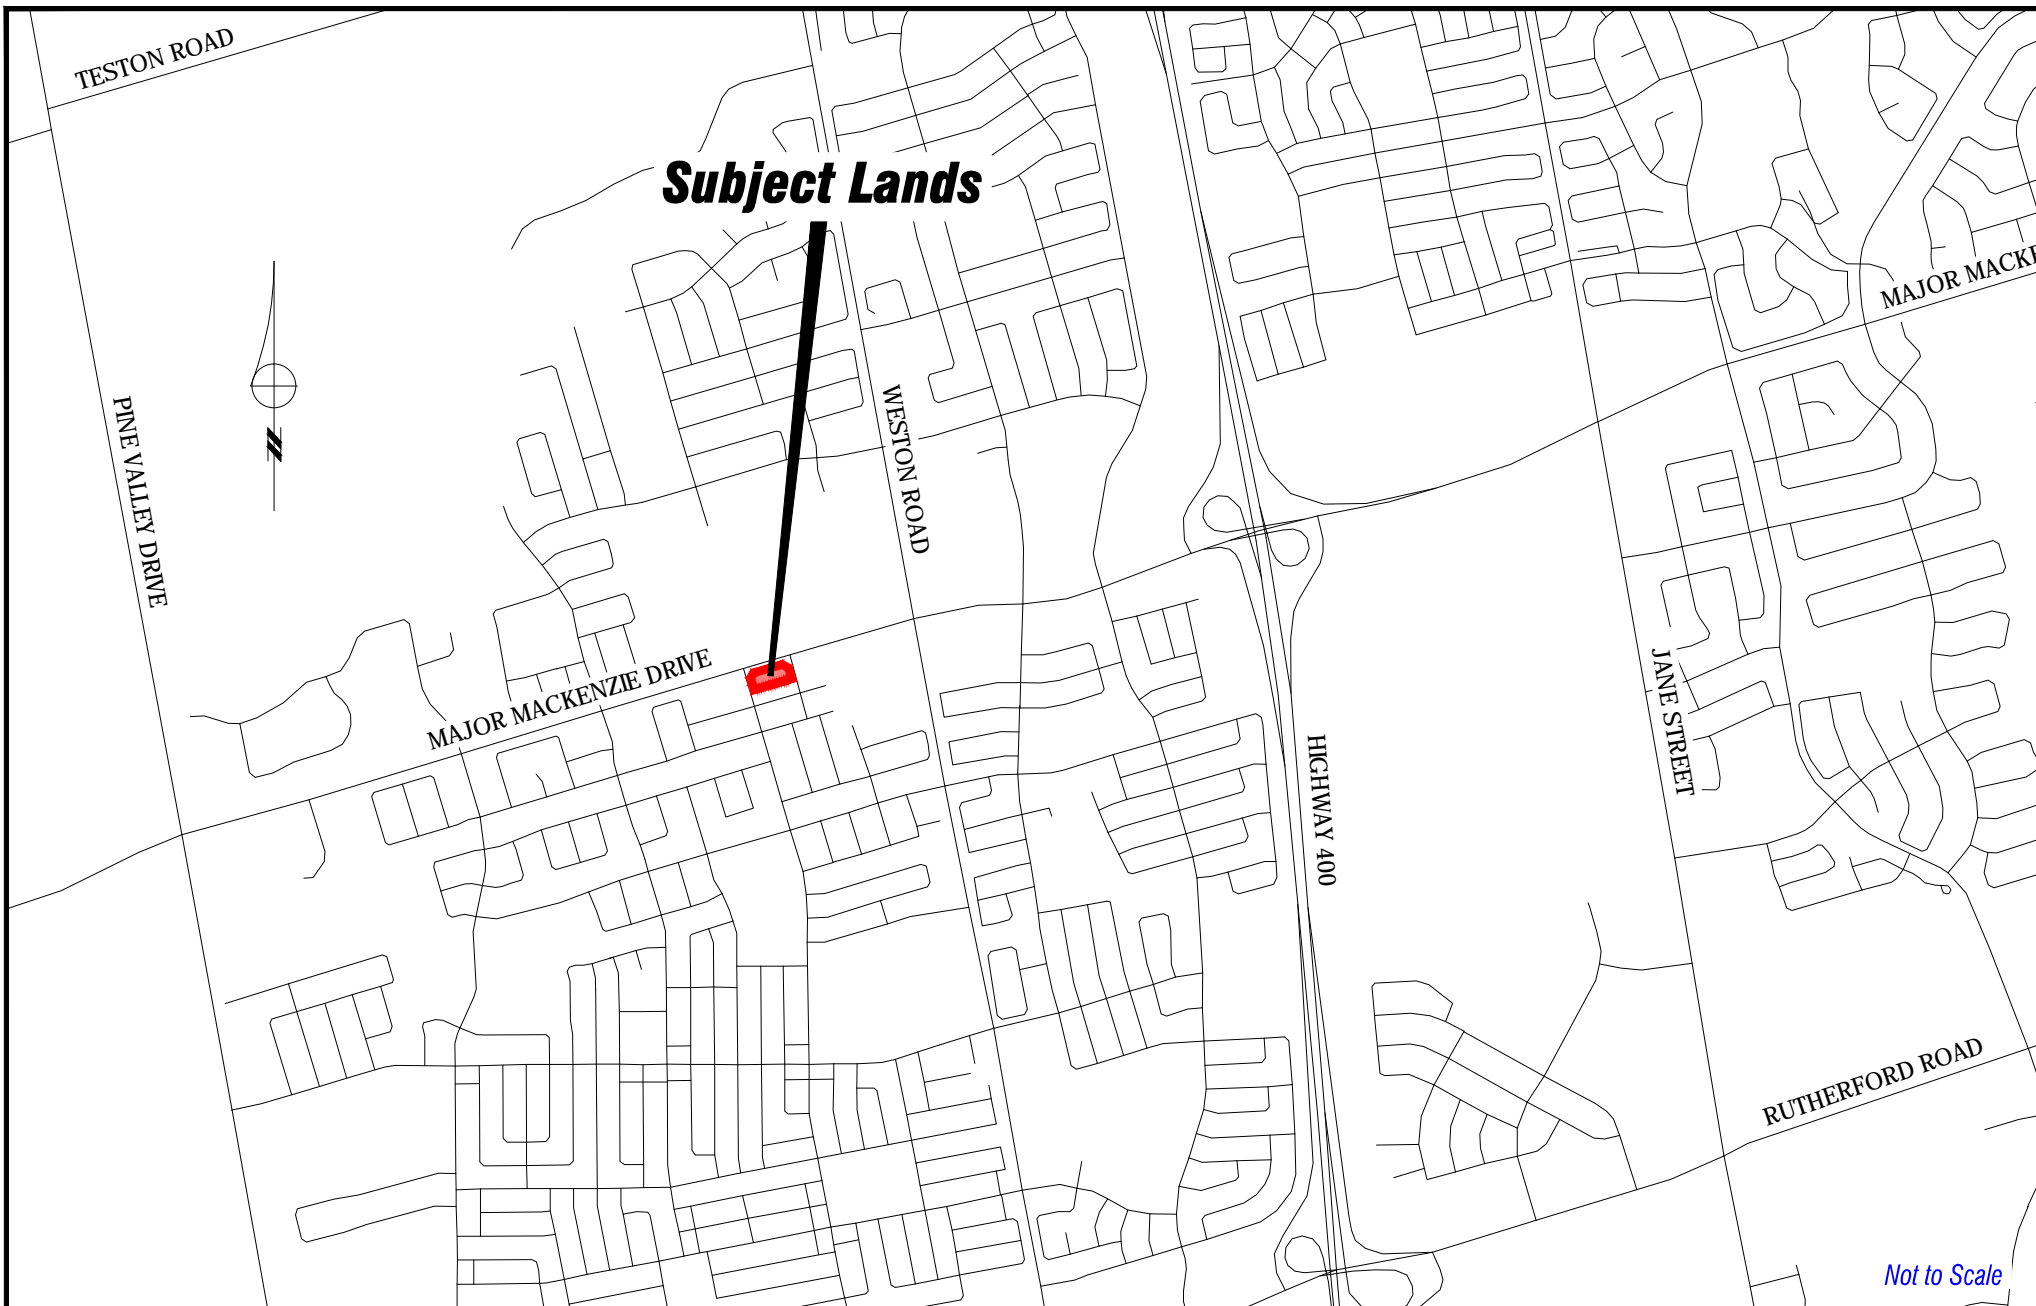 TESTON ROAD
Subject Lands
MAJOR MACKE
PINE VALLEY DRIVE
WESTON ROAD
MAJOR MACKENZIE DRIVE
JANE STREET
HIGHWAY 400
RUTHERFORD ROAD
Not to Scale